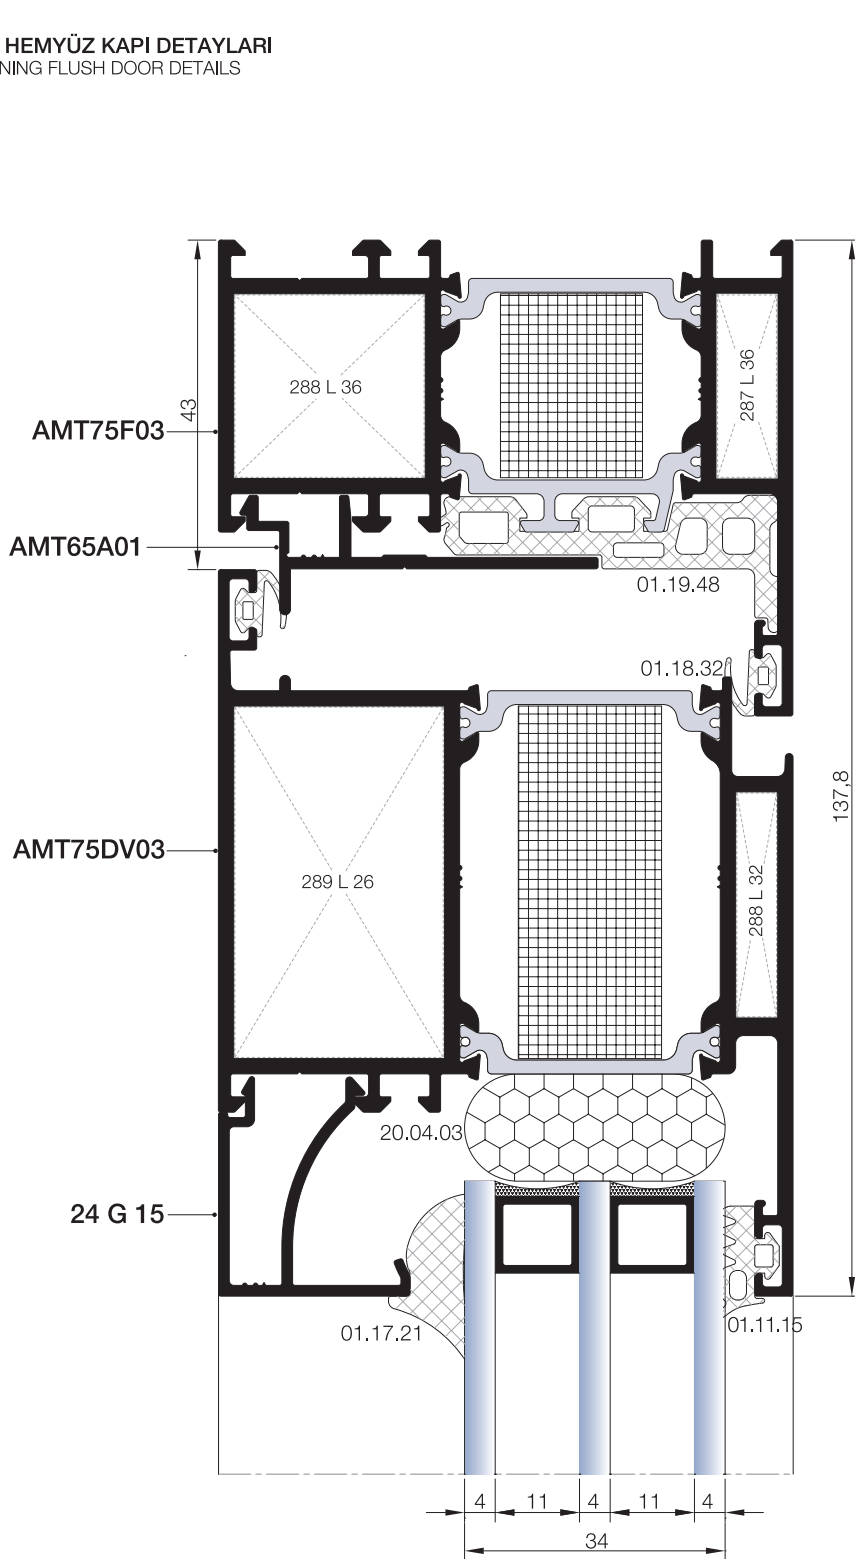 HEMYÜZ KAPI DETAYLARI
NING FLUSH DOOR DETAILS
43
288 L 36
287 L 36
AMT75F03
AMT65A01
01.19.48
01.18.32
137,8
AMT75DV03
289 L 26
288 L 32
20.04.03
24 G 15
01.17.21
01.11.15
4 11 4 11 4
34